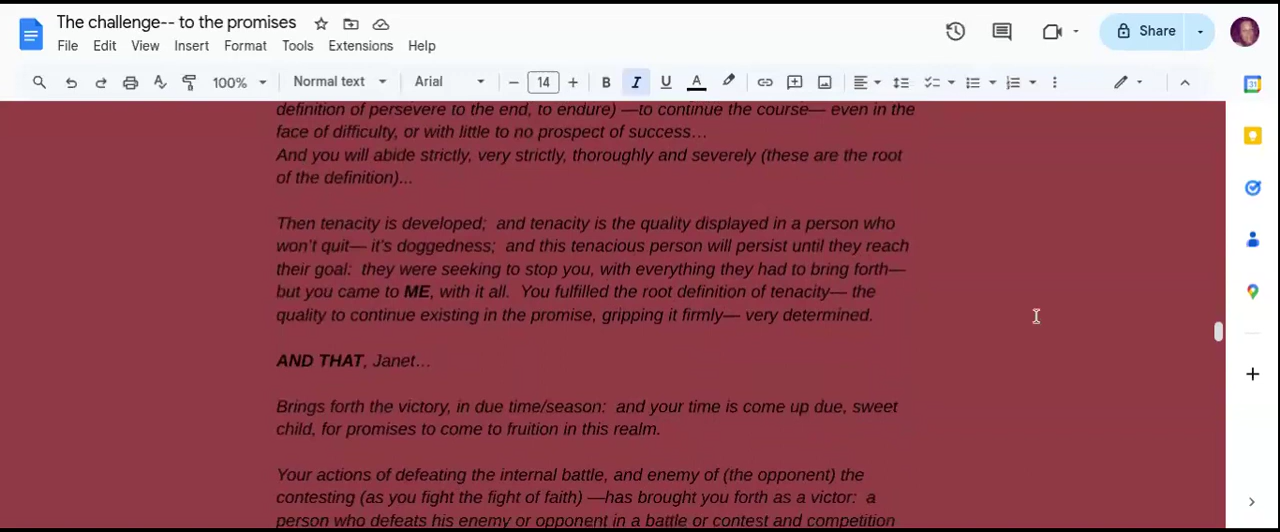 The challenge-- to the promises
File Edit View Insert Format Tools Extensions Help
Share
100% Normal text Arial – 14 + B I U A
definition of persevere to the end, to endure) —to continue the course— even in the
face of difficulty, or with little to no prospect of success…
And you will abide strictly, very strictly, thoroughly and severely (these are the root
of the definition)...
Then tenacity is developed;  and tenacity is the quality displayed in a person who
won't quit— it's doggedness;  and this tenacious person will persist until they reach
their goal:  they were seeking to stop you, with everything they had to bring forth—
but you came to ME, with it all.  You fulfilled the root definition of tenacity— the
quality to continue existing in the promise, gripping it firmly— very determined.
AND THAT, Janet…
Brings forth the victory, in due time/season:  and your time is come up due, sweet
child, for promises to come to fruition in this realm.
Your actions of defeating the internal battle, and enemy of (the opponent) the
contesting (as you fight the fight of faith) —has brought you forth as a victor:  a
person who defeats his enemy or opponent in a battle or contest and competition